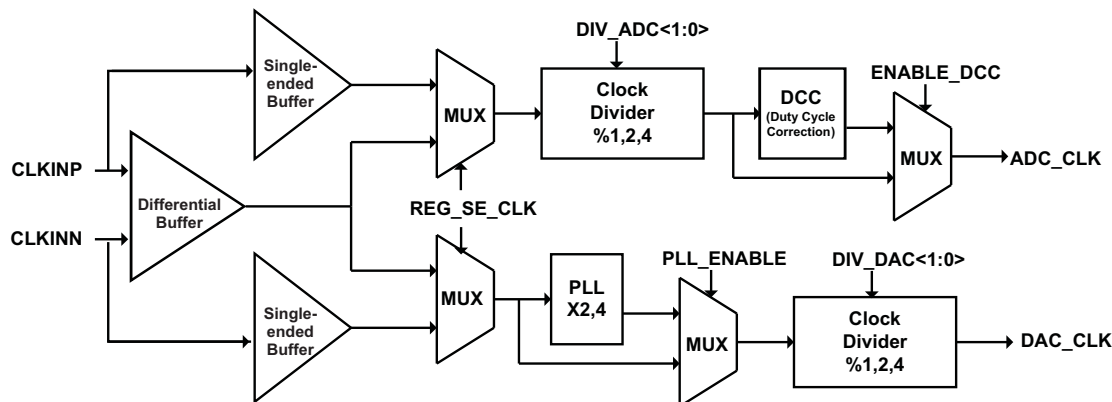 DIV_ADC<1:0>
Single-
ended
Buffer
MUX
Clock
Divider
%1,2,4
DCC
(Duty Cycle
Correction)
ENABLE_DCC
MUX
ADC_CLK
CLKINP
Differential
Buffer
CLKINN
REG_SE_CLK
Single-
ended
Buffer
MUX
PLL
X2,4
PLL_ENABLE
MUX
DIV_DAC<1:0>
Clock
Divider
%1,2,4
DAC_CLK